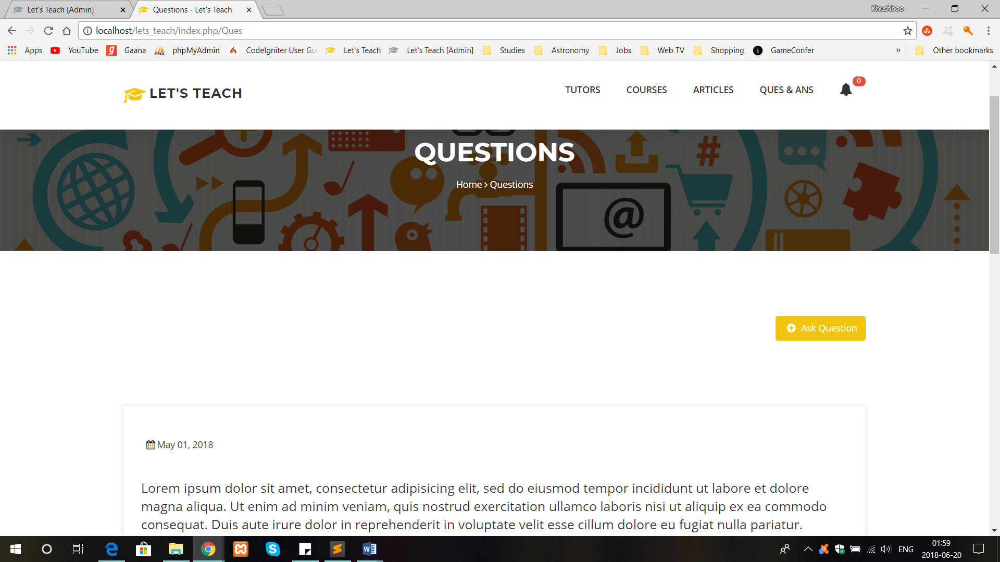 Let's Teach [Admin]
Questions - Let's Teach
Khushboo
localhost/lets_teach/index.php/Ques
Apps
YouTube
Gaana
phpMyAdmin
CodeIgniter User Gu
Let's Teach
Let's Teach [Admin]
Studies
Astronomy
Jobs
Web TV
Shopping
GameConfer
»
Other bookmarks
LET'S TEACH
TUTORS
COURSES
ARTICLES
QUES & ANS
0
QUESTIONS
Home > Questions
Ask Question
May 01, 2018
Lorem ipsum dolor sit amet, consectetur adipisicing elit, sed do eiusmod tempor incididunt ut labore et dolore
magna aliqua. Ut enim ad minim veniam, quis nostrud exercitation ullamco laboris nisi ut aliquip ex ea commodo
consequat. Duis aute irure dolor in reprehenderit in voluptate velit esse cillum dolore eu fugiat nulla pariatur.
ENG
01:59
2018-06-20